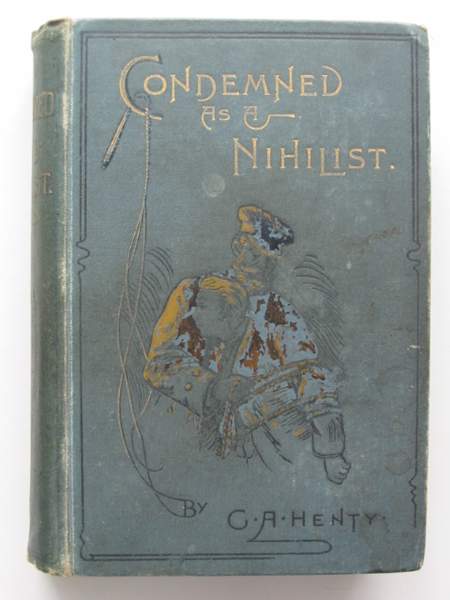 CONDEMNED
AS A
NIHILIST.
BY G.A.HENTY.